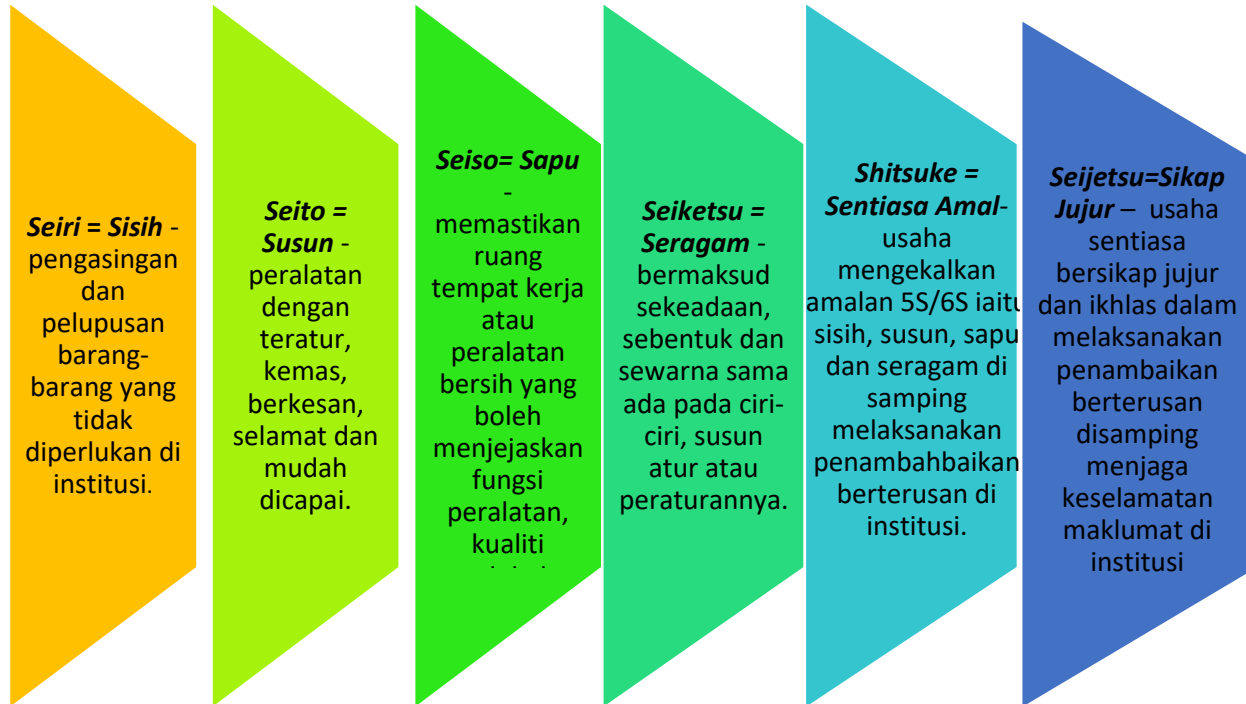 Seiri = Sisih -
pengasingan
dan
pelupusan
barang-
barang yang
tidak
diperlukan di
institusi.
Seito =
Susun -
peralatan
dengan
teratur,
kemas,
berkesan,
selamat dan
mudah
dicapai.
Seiso= Sapu
-
memastikan
ruang
tempat kerja
atau
peralatan
bersih yang
boleh
menjejaskan
fungsi
peralatan,
kualiti
Seiketsu =
Seragam -
bermaksud
sekeadaan,
sebentuk dan
sewarna sama
ada pada ciri-
ciri, susun
atur atau
peraturannya.
Shitsuke =
Sentiasa Amal-
usaha
mengekalkan
amalan 5S/6S iaitu
sisih, susun, sapu
dan seragam di
samping
melaksanakan
penambahbaikan
berterusan di
institusi.
Seijetsu=Sikap
Jujur – usaha
sentiasa
bersikap jujur
dan ikhlas dalam
melaksanakan
penambaikan
berterusan
disamping
menjaga
keselamatan
maklumat di
institusi